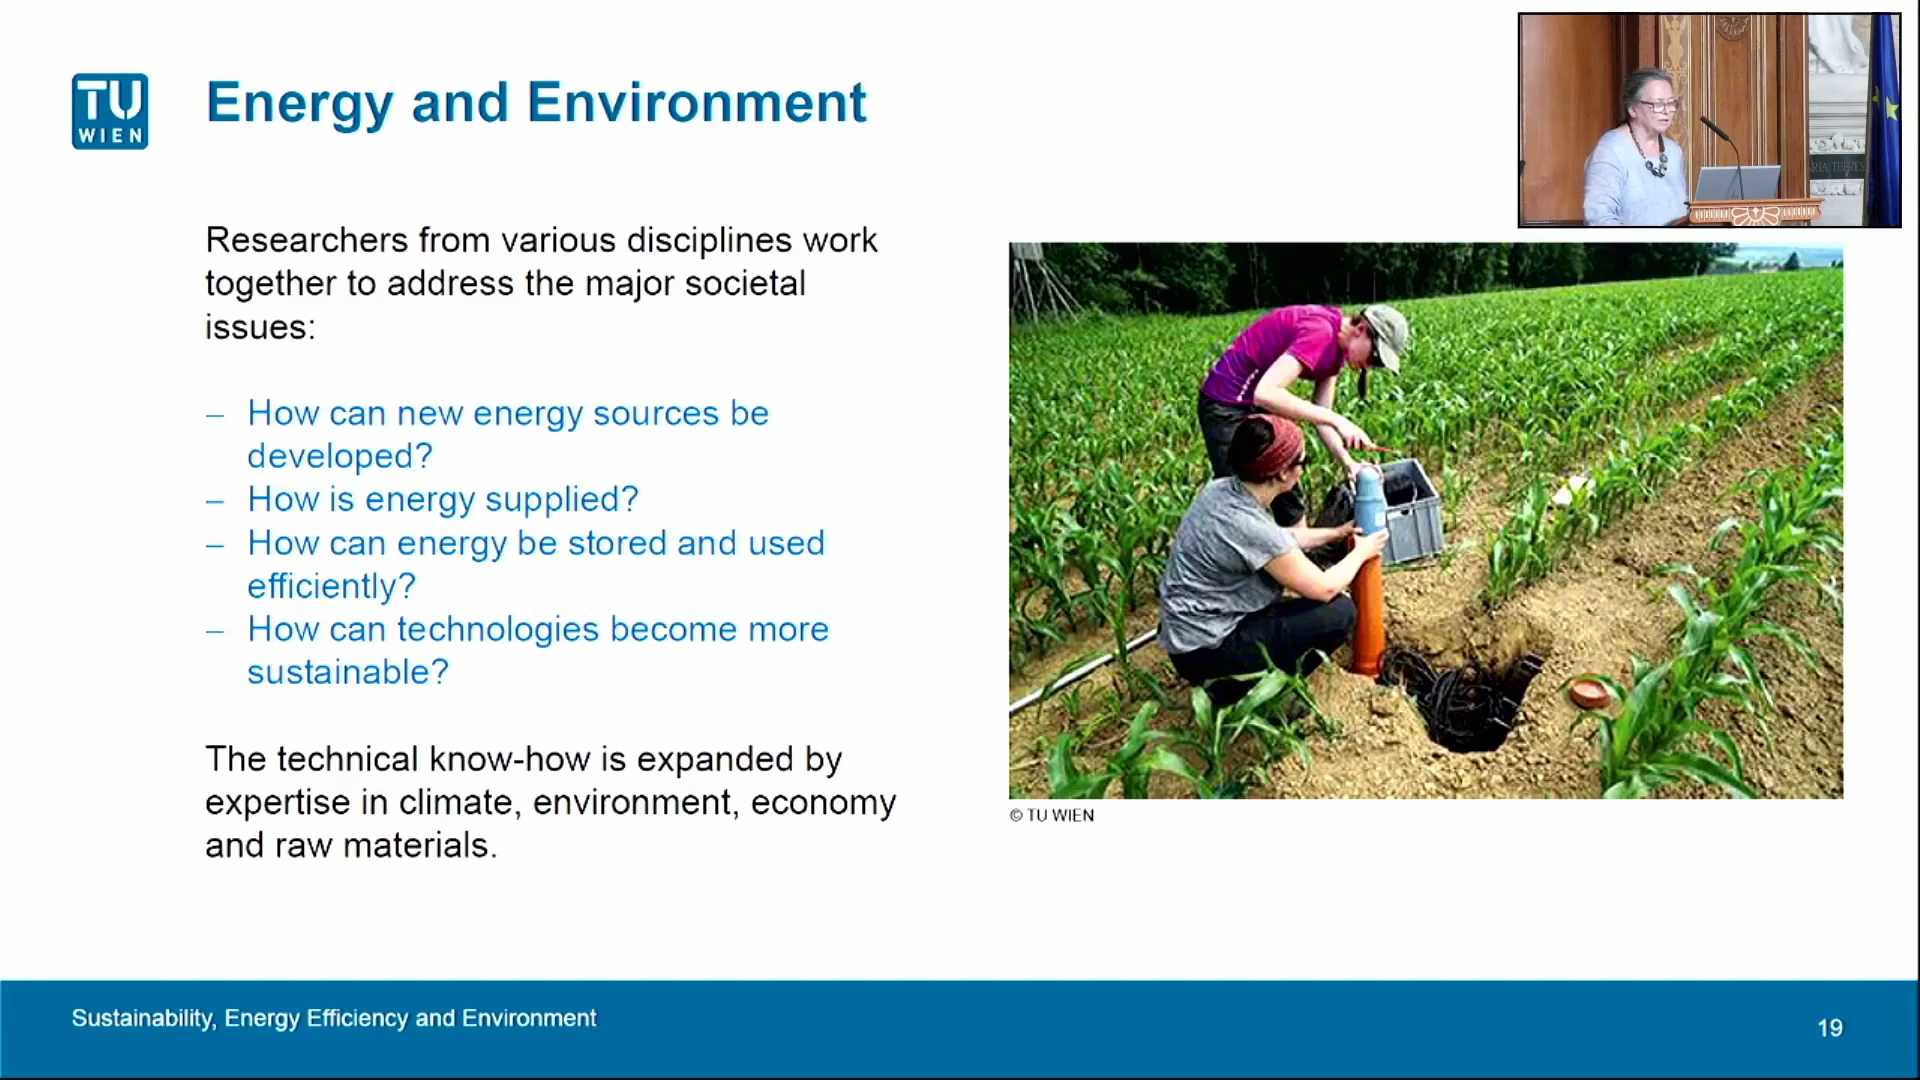 TU
WIEN
Energy and Environment
Researchers from various disciplines work
together to address the major societal
issues:
– How can new energy sources be
developed?
– How is energy supplied?
– How can energy be stored and used
efficiently?
– How can technologies become more
sustainable?
The technical know-how is expanded by
expertise in climate, environment, economy
and raw materials.
© TU WIEN
Sustainability, Energy Efficiency and Environment
19